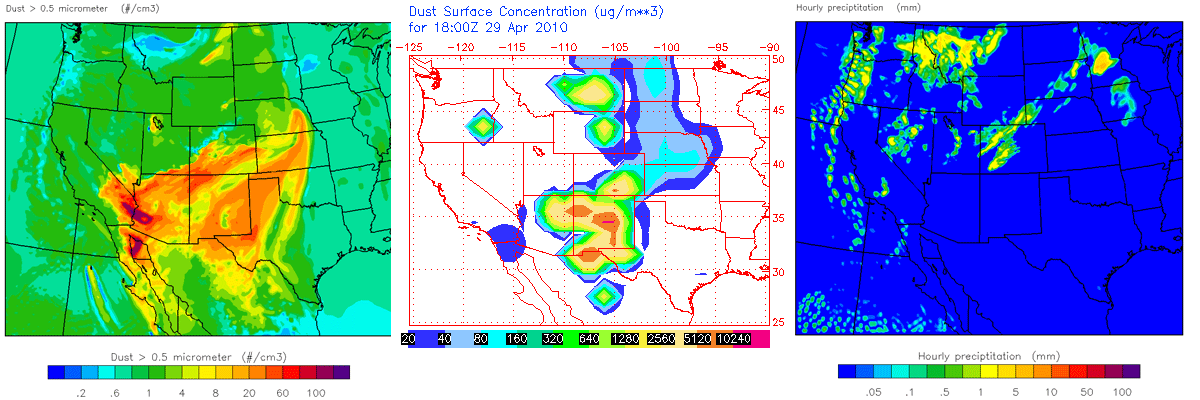 Dust > 0.5 micrometer (#/cm3)
Dust > 0.5 micrometer (#/cm3)
.2 .6 1 4 8 20 60 100
Dust Surface Concentration (ug/m**3)
for 18:00Z 29 Apr 2010
-125 -120 -115 -110 -105 -100 -95 -90
50
45
40
35
30
25
20 40 80 160 320 640 1280 2560 5120 10240
Hourly preciptitation (mm)
Hourly precipitation (mm)
.05 .1 .5 1 5 10 50 100